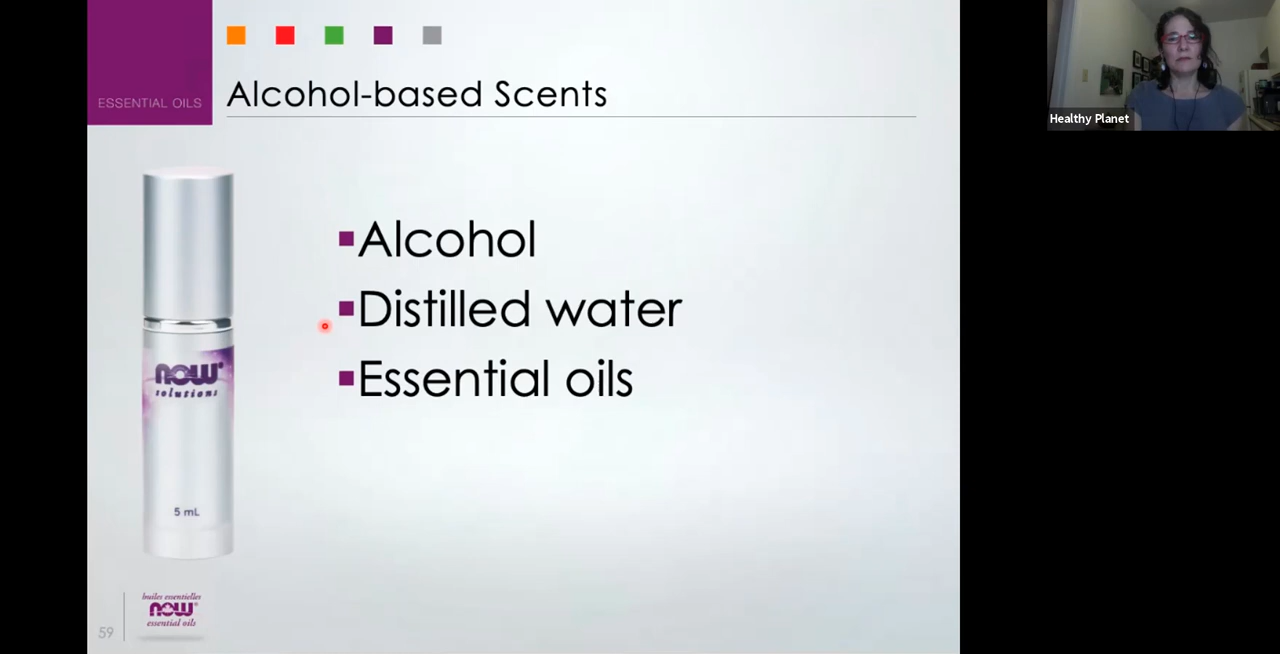 ESSENTIAL OILS
Alcohol-based Scents
Healthy Planet
Alcohol
Distilled water
Essential oils
now®
solutions
5 mL
huiles essentielles
now®
essential oils
59